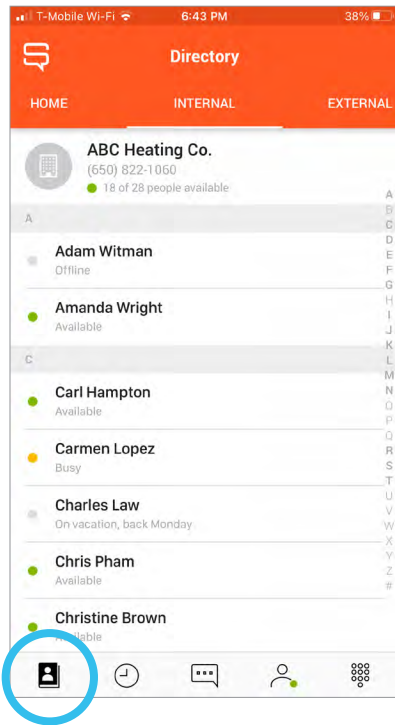 T-Mobile Wi-Fi 6:43 PM 38%
Directory
HOME INTERNAL EXTERNAL
ABC Heating Co.
(650) 822-1060
18 of 28 people available
A
Adam Witman
Offline
Amanda Wright
Available
C
Carl Hampton
Available
Carmen Lopez
Busy
Charles Law
On vacation, back Monday
Chris Pham
Available
Christine Brown
Available
A
B
C
D
E
F
G
H
I
J
K
L
M
N
O
P
Q
R
S
T
U
V
W
X
Y
Z
#